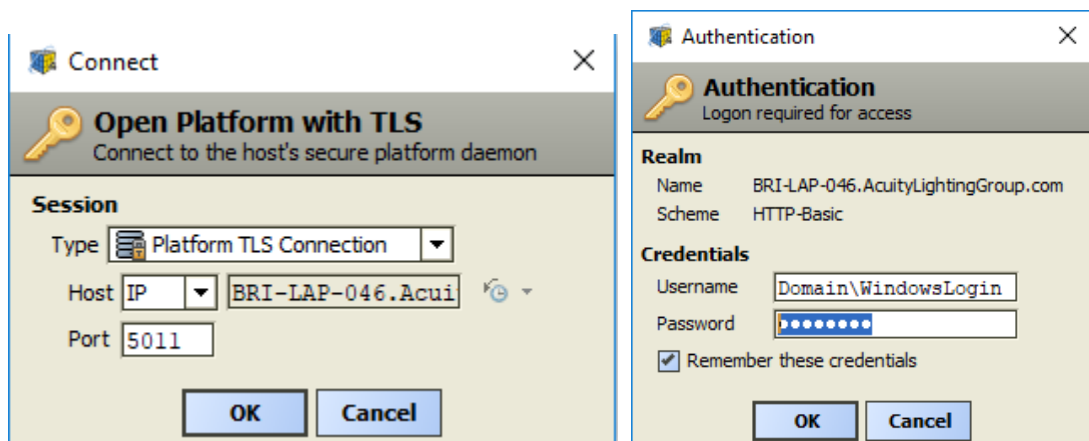 Connect
Open Platform with TLS
Connect to the host's secure platform daemon
Session
Type Platform TLS Connection
Host IP BRI-LAP-046.Acui
Port 5011
OK Cancel
Authentication
Authentication
Logon required for access
Realm
Name BRI-LAP-046.AcuityLightingGroup.com
Scheme HTTP-Basic
Credentials
Username Domain\WindowsLogin
Password ••••••••
Remember these credentials
OK Cancel